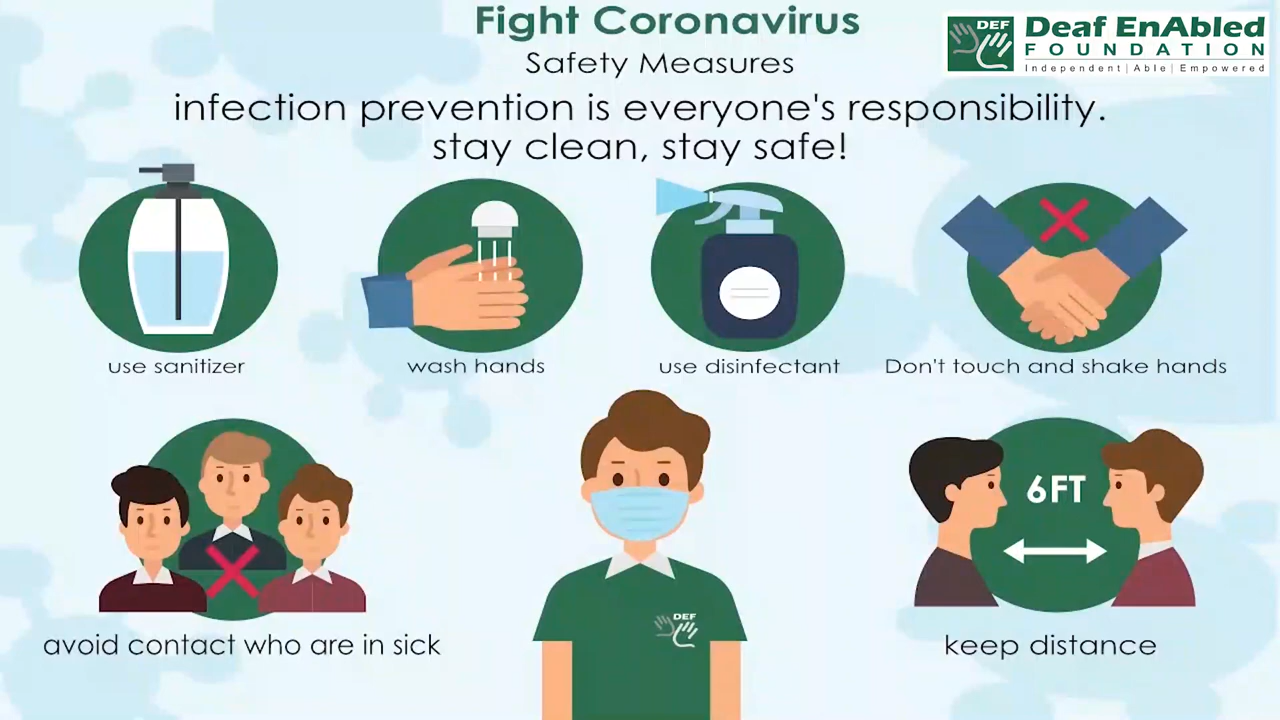 Fight Coronavirus
Safety Measures
DEF
Deaf EnAbled
FOUNDATION
Independent | Able | Empowered
infection prevention is everyone's responsibility.
stay clean, stay safe!
use sanitizer
wash hands
use disinfectant
Don't touch and shake hands
6FT
DEF
avoid contact who are in sick
keep distance